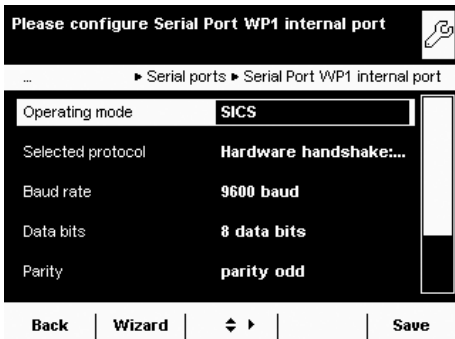 Please configure Serial Port WP1 internal port
... ▸ Serial ports ▸ Serial Port WP1 internal port
Operating mode SICS
Selected protocol Hardware handshake:...
Baud rate 9600 baud
Data bits 8 data bits
Parity parity odd
Back Wizard Save